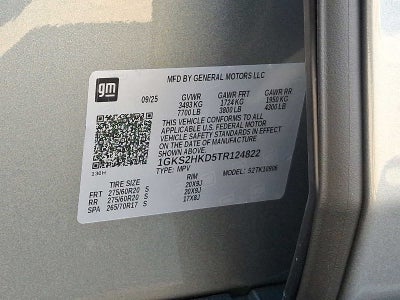 gm
MFD BY GENERAL MOTORS LLC
09/25 GVWR GAWR FRT GAWR RR
3493 KG 1724 KG 1950 KG
7700 LB 3800 LB 4300 LB
THIS VEHICLE CONFORMS TO ALL
APPLICABLE U.S. FEDERAL MOTOR
VEHICLE SAFETY STANDARDS IN EFFECT
ON THE DATE OF MANUFACTURE
SHOWN ABOVE.
1GKS2HKD5TR124822
TYPE: MPV MODEL:
TIRE SIZE RIM
FRT 275/60R20 S 20X9J
RR 275/60R20 S 20X9J
SPA 265/70R17 S 17X8J